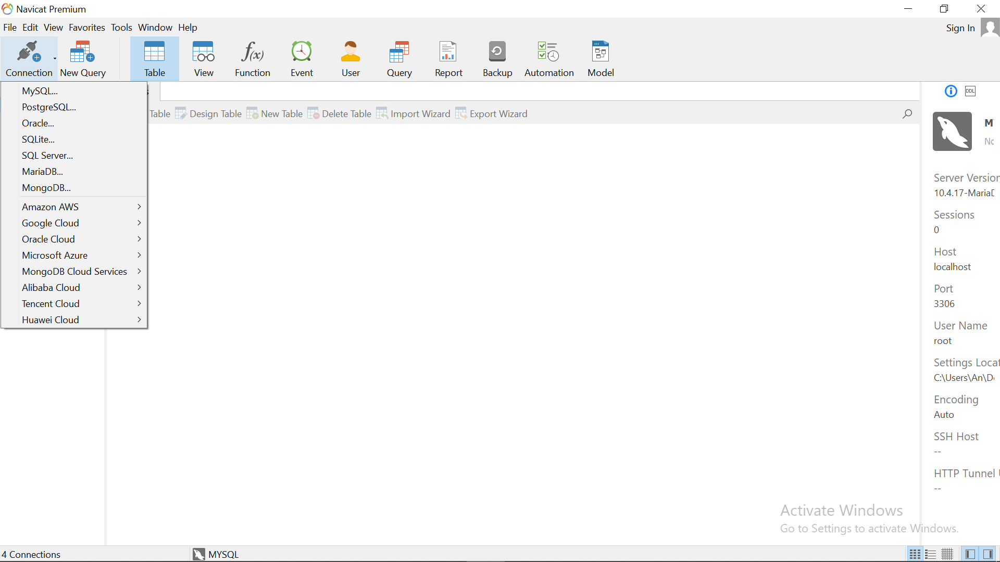 Navicat Premium
File Edit View Favorites Tools Window Help
Sign In
Connection New Query Table View Function Event User Query Report Backup Automation Model
MySQL...
PostgreSQL...
Oracle...
SQLite...
SQL Server...
MariaDB...
MongoDB...
Amazon AWS
Google Cloud
Oracle Cloud
Microsoft Azure
MongoDB Cloud Services
Alibaba Cloud
Tencent Cloud
Huawei Cloud
Table Design Table New Table Delete Table Import Wizard Export Wizard
DDL
Server Version
10.4.17-Maria
Sessions
0
Host
localhost
Port
3306
User Name
root
Settings Locat
C:\Users\An\D
Encoding
Auto
SSH Host
--
HTTP Tunnel
--
Activate Windows
Go to Settings to activate Windows.
4 Connections
MYSQL